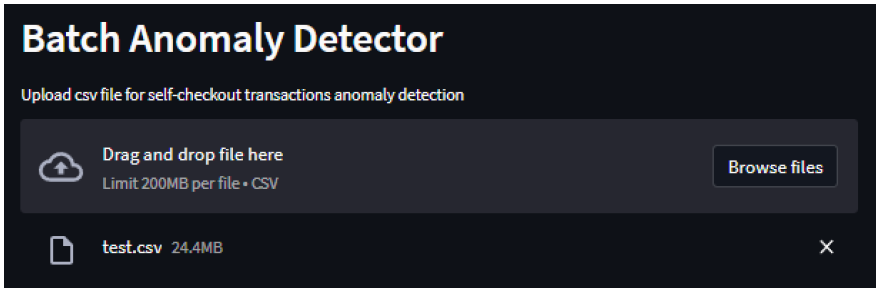 Batch Anomaly Detector
Upload csv file for self-checkout transactions anomaly detection
Drag and drop file here
Limit 200MB per file • CSV
Browse files
test.csv 24.4MB